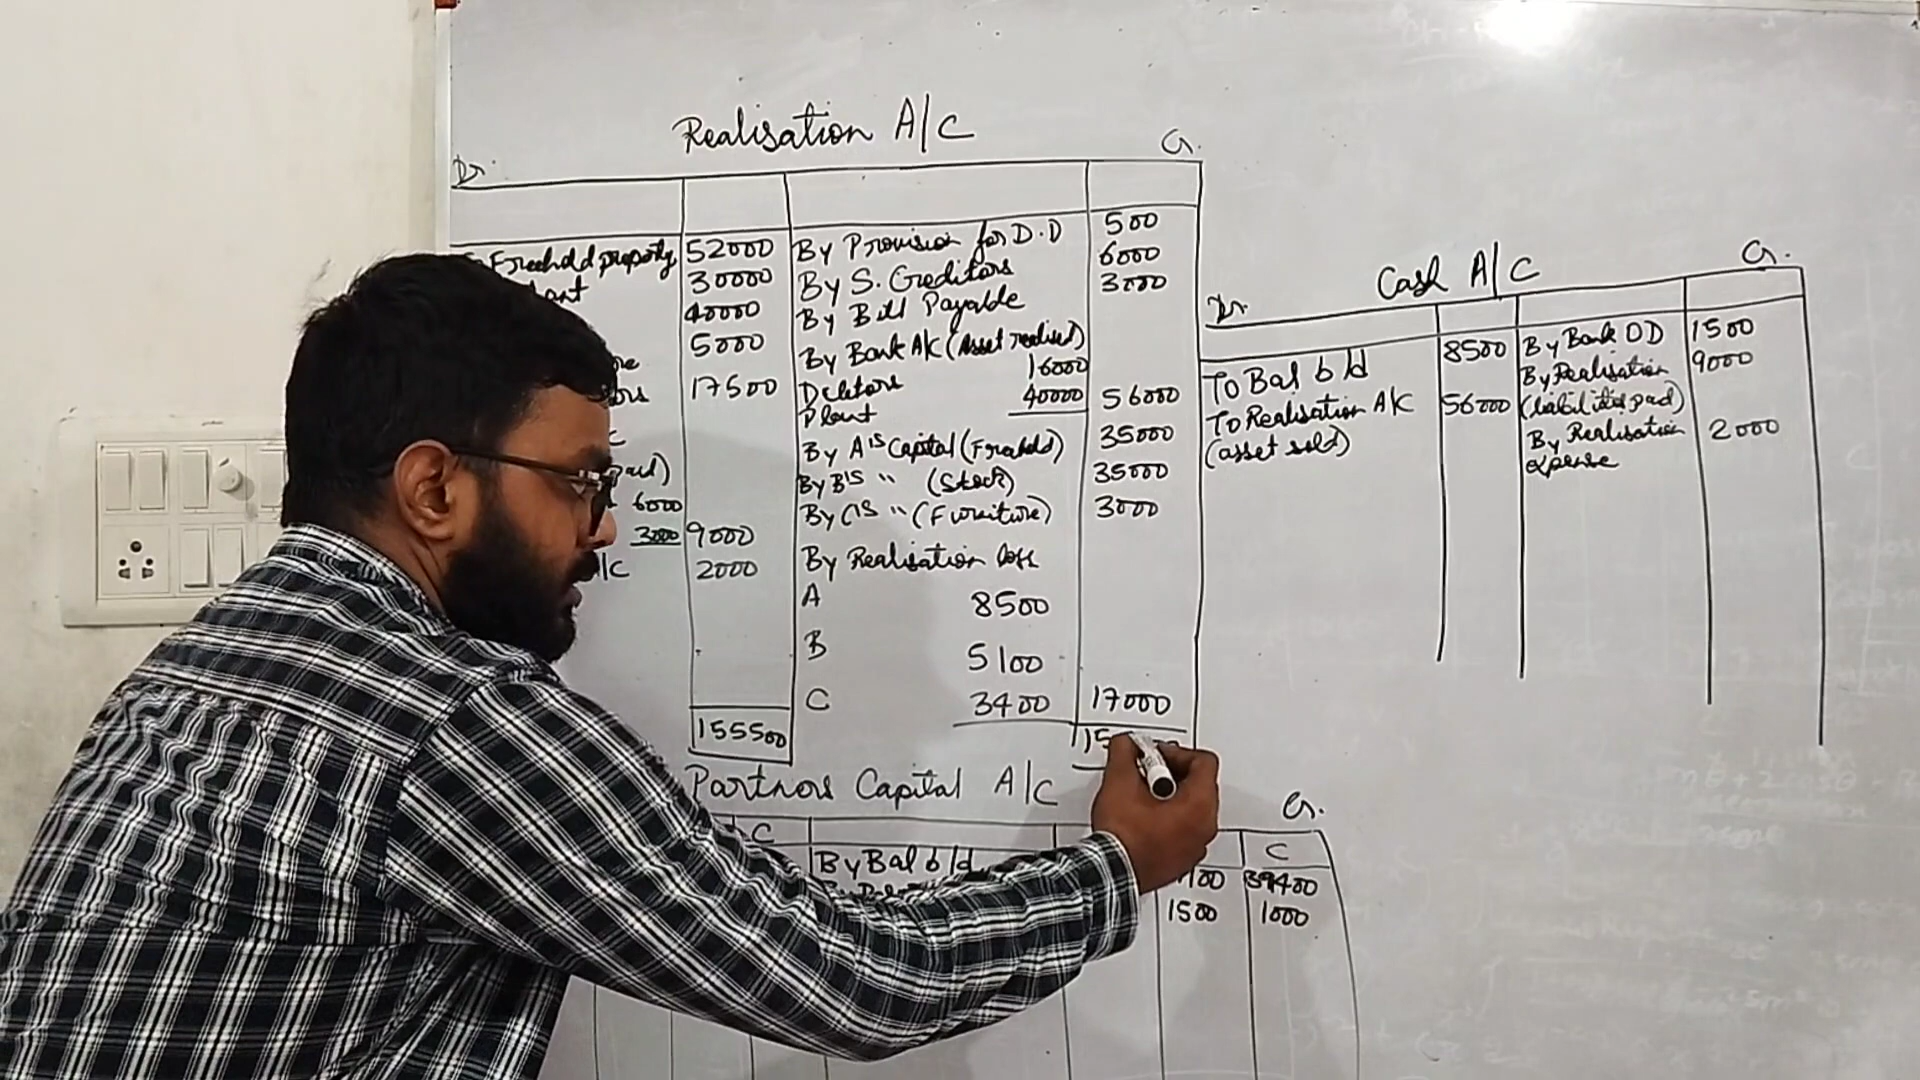 Realisation A/C
Dr. Cr.
Freehold property 52000 By Provision for D.D 500
30000 By S. Creditors 6000
40000 By Bill Payable 3000
5000 By Bank A/C (Asset realised)
17500 Debtors 16000
Plant 40000 56000
By A's Capital (Freehold) 35000
paid) By B's " (Stock) 35000
6000 By C's " (Furniture) 3000
3000 9000 By Realisation loss
/C 2000
A 8500
B 5100
C 3400 17000
155500 15
Partners Capital A/C
Cr.
C C
By Bal b/d 39400
1500 1000
Cash A/C
Dr. Cr.
To Bal b/d 8500 By Bank OD 1500
To Realisation A/C 56000 By Realisation 9000
(asset sold) (liabilities paid)
By Realisation 2000
expense